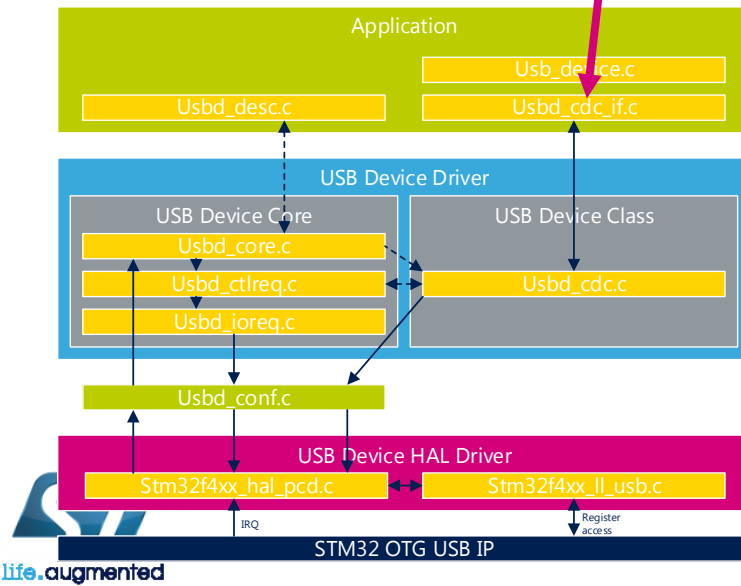 Application
Usb_device.c
Usbd_desc.c
Usbd_cdc_if.c
USB Device Driver
USB Device Core
USB Device Class
Usbd_core.c
Usbd_ctlreq.c
Usbd_cdc.c
Usbd_ioreq.c
Usbd_conf.c
USB Device HAL Driver
Stm32f4xx_hal_pcd.c
Stm32f4xx_ll_usb.c
IRQ
Register
access
STM32 OTG USB IP
life.augmented